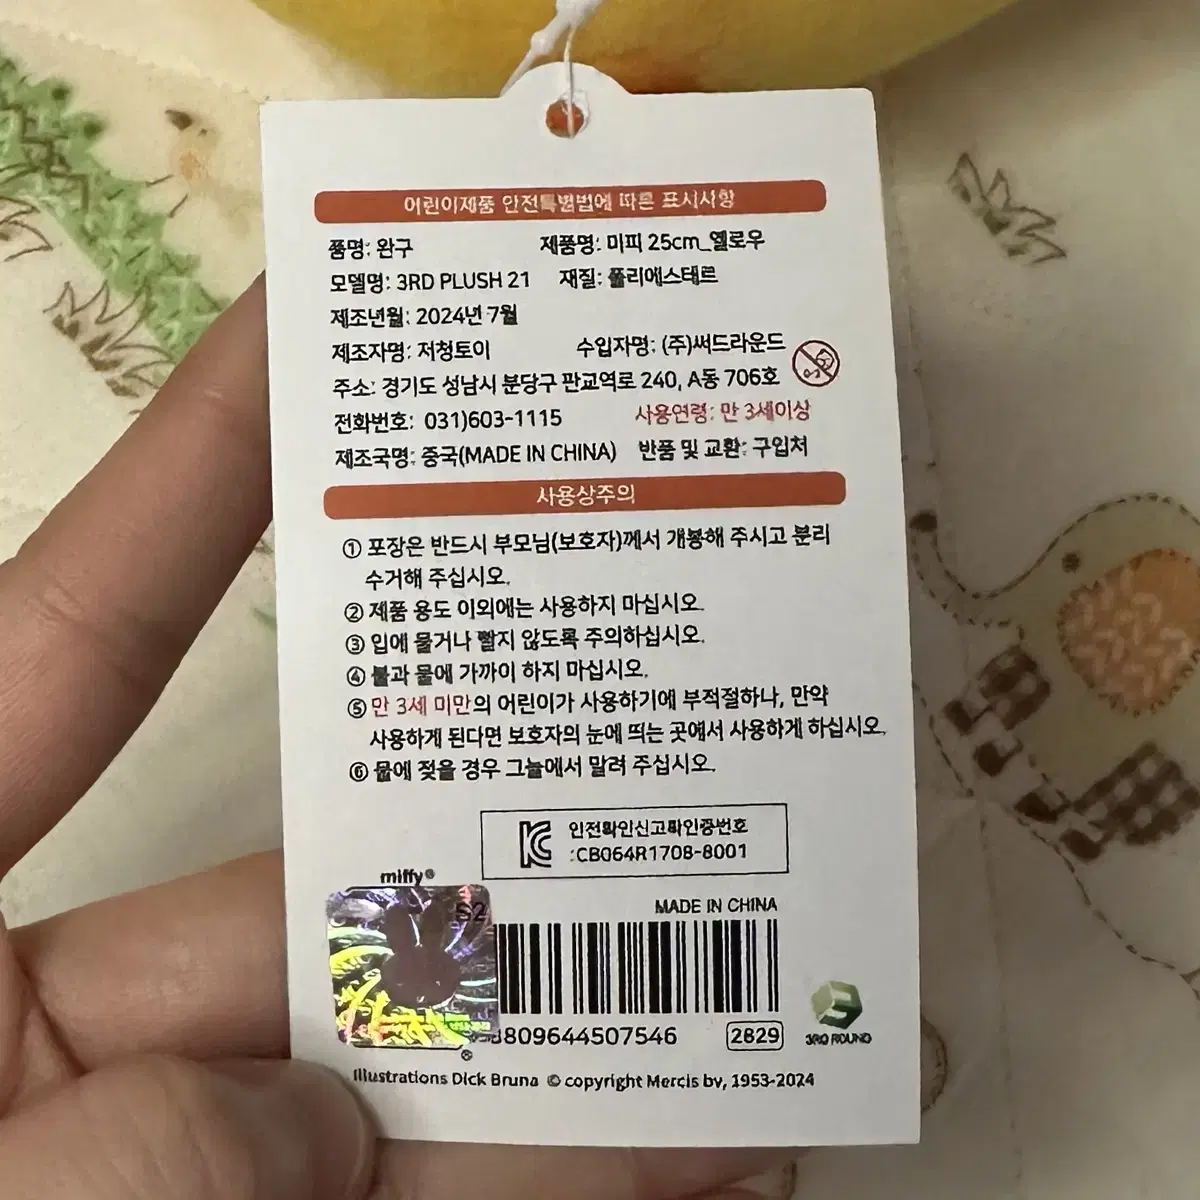 어린이제품 안전특별법에 따른 표시사항
품명: 완구 제품명: 미피 25cm_옐로우
모델명: 3RD PLUSH 21 재질: 폴리에스테르
제조년월: 2024년 7월
제조자명: 저청토이 수입자명: (주)써드라운드
주소: 경기도 성남시 분당구 판교역로 240, A동 706호
전화번호: 031)603-1115 사용연령: 만 3세이상
제조국명: 중국(MADE IN CHINA) 반품 및 교환: 구입처
사용상주의
① 포장은 반드시 부모님(보호자)께서 개봉해 주시고 분리
수거해 주십시오.
② 제품 용도 이외에는 사용하지 마십시오.
③ 입에 물거나 빨지 않도록 주의하십시오.
④ 불과 물에 가까이 하지 마십시오.
⑤ 만 3세 미만의 어린이가 사용하기에 부적절하나, 만약
사용하게 된다면 보호자의 눈에 띄는 곳에서 사용하게 하십시오.
⑥ 물에 젖을 경우 그늘에서 말려 주십시오.
안전확인신고확인증번호
:CB064R1708-8001
miffy®
S2
MADE IN CHINA
809644507546
2829
3RD ROUND
®
Illustrations Dick Bruna © copyright Mercis bv, 1953-2024